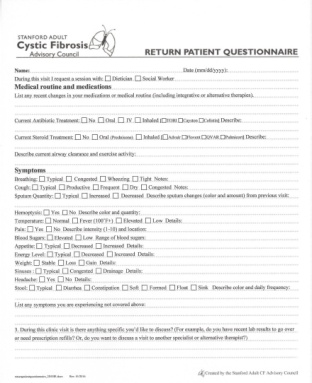 STANFORD ADULT
Cystic Fibrosis
Advisory Council
RETURN PATIENT QUESTIONNAIRE
Name: Date (mm/dd/yyyy):
During this visit I request a session with: Dietician Social Worker
Medical routine and medications
List any recent changes in your medications or medical routine (including integrative or alternative therapies).
Current Antibiotic Treatment: No Oral IV Inhaled (TOBI Cayston Colistin) Describe:
Current Steroid Treatment: No Oral (Prednisone) Inhaled (Advair Flovent QVAR Pulmicort) Describe:
Describe current airway clearance and exercise activity:
Symptoms
Breathing: Typical Congested Wheezing Tight Notes:
Cough: Typical Productive Frequent Dry Congested Notes:
Sputum Quantity: Typical Increased Decreased Describe sputum changes (color and amount) from previous visit:
Hemoptysis: Yes No Describe color and quantity:
Temperature: Normal Fever (100°F+) Elevated Low Details:
Pain: Yes No Describe intensity (1-10) and location:
Blood Sugars: Elevated Low Range of blood sugars:
Appetite: Typical Decreased Increased Details:
Energy Level: Typical Decreased Increased Details:
Weight: Stable Loss Gain Details:
Sinuses : Typical Congested Drainage Details:
Headache: Yes No Details:
Stool: Typical Diarrhea Constipation Soft Formed Float Sink Describe color and daily frequency:
List any symptoms you are experiencing not covered above:
3. During this clinic visit is there anything specific you'd like to discuss? (For example, do you have recent lab results to go over
or need prescription refills? Or, do you want to discuss a visit to another specialist or alternative therapist?)
Created by the Stanford Adult CF Advisory Council